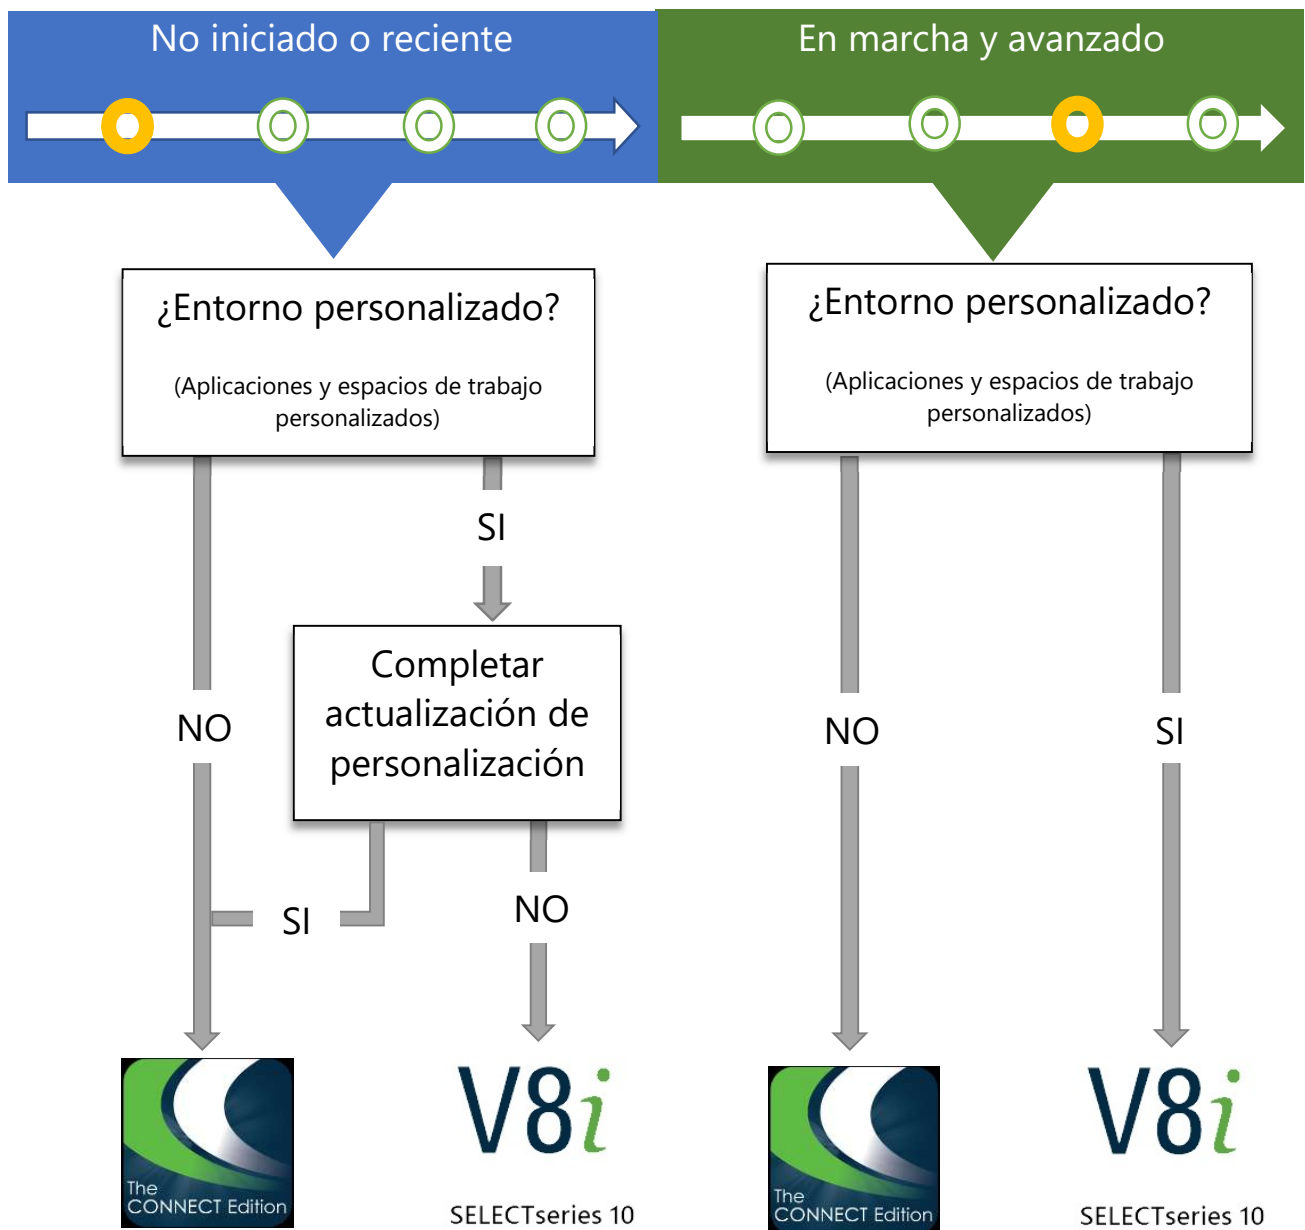 No iniciado o reciente
En marcha y avanzado
¿Entorno personalizado?
(Aplicaciones y espacios de trabajo
personalizados)
¿Entorno personalizado?
(Aplicaciones y espacios de trabajo
personalizados)
SI
Completar
actualización de
personalización
NO
NO
SI
SI
NO
The
CONNECT Edition
V8i
SELECTseries 10
The
CONNECT Edition
V8i
SELECTseries 10